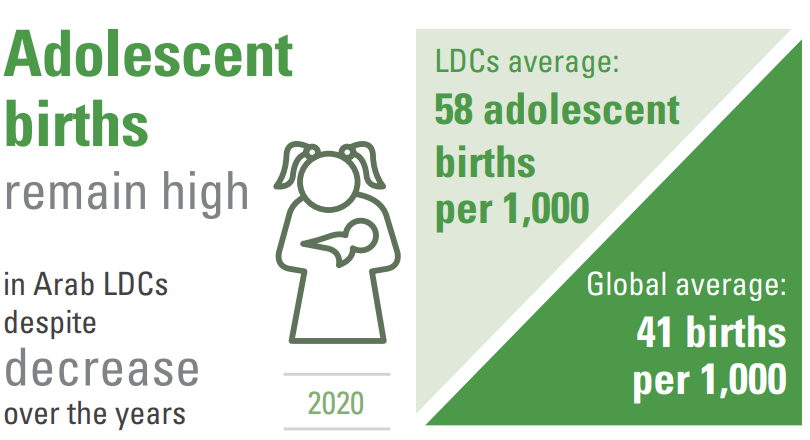 Adolescent
births
remain high
in Arab LDCs
despite
decrease
over the years
2020
LDCs average:
58 adolescent
births
per 1,000
Global average:
41 births
per 1,000